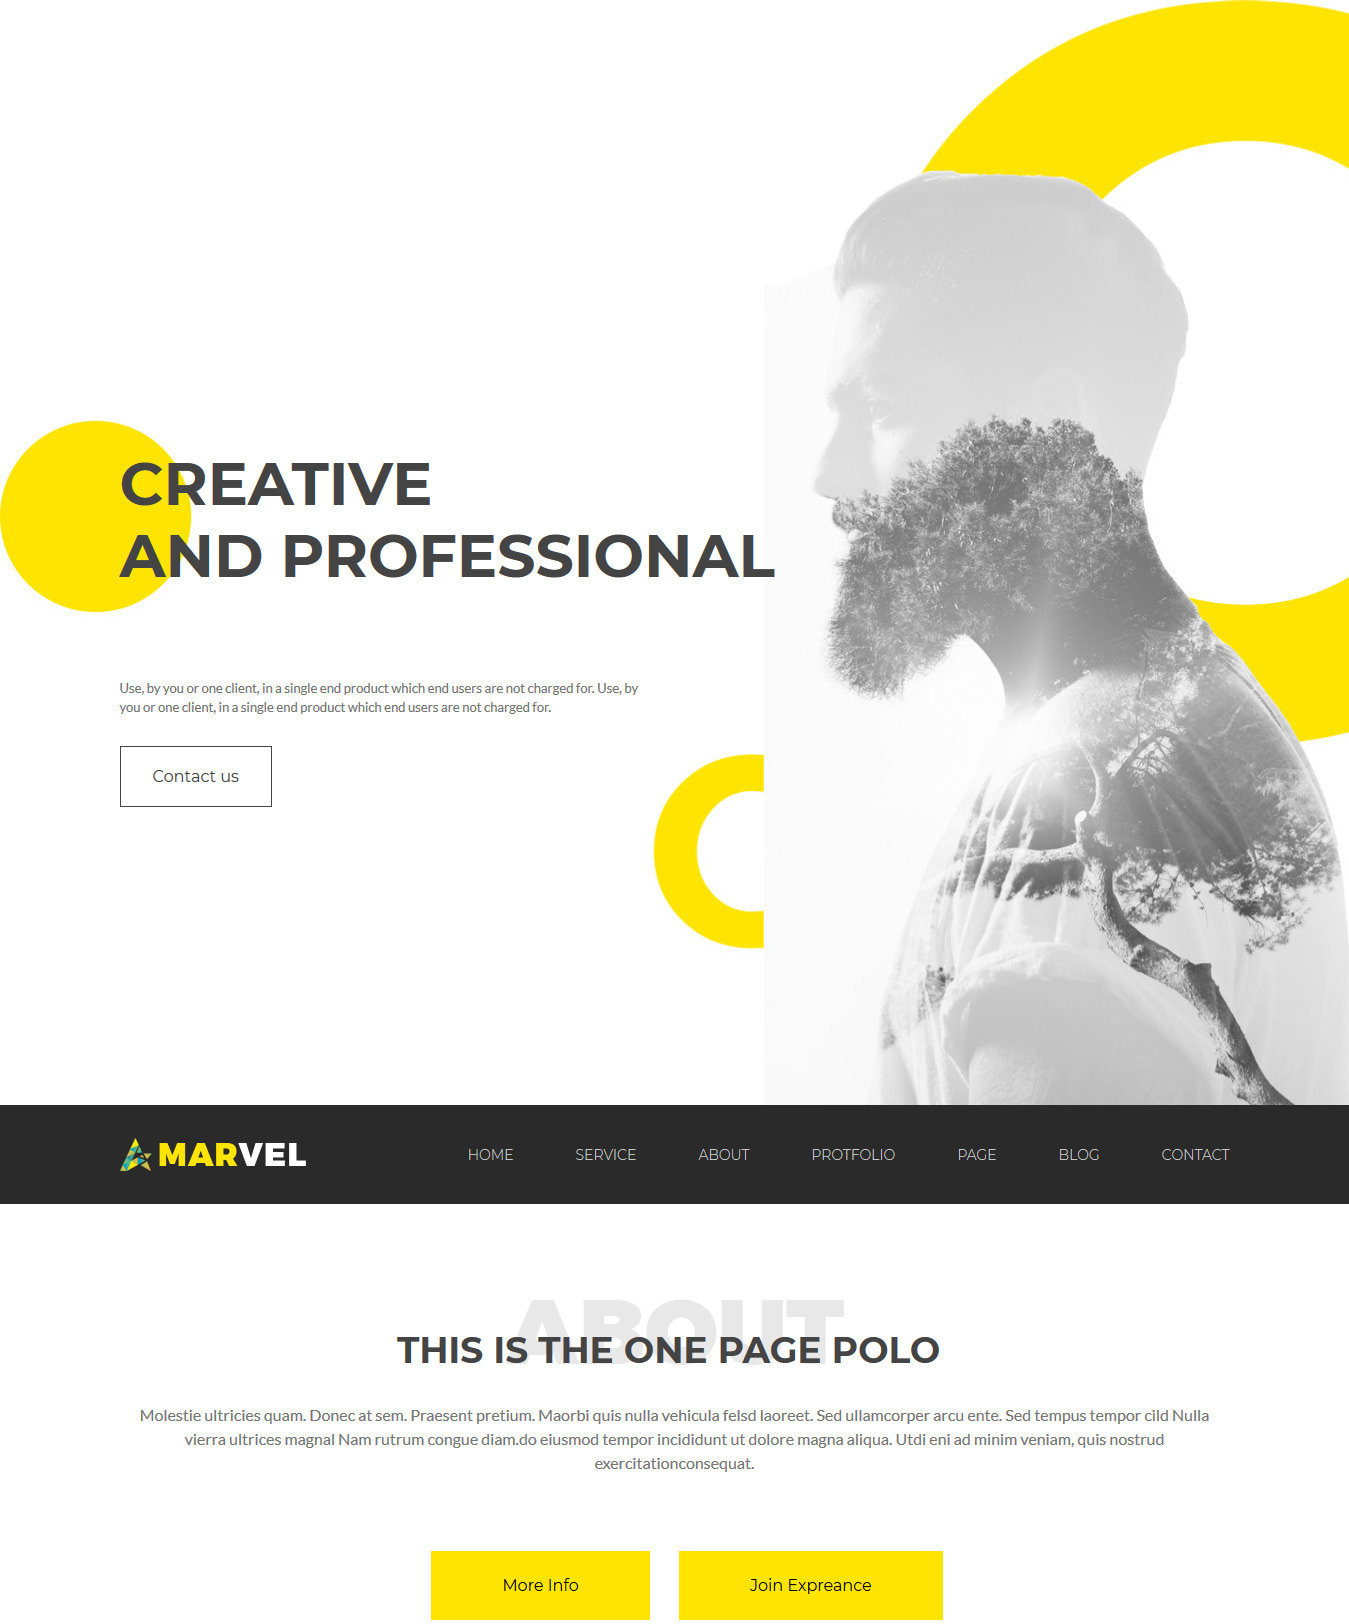 CREATIVE
AND PROFESSIONAL
Use, by you or one client, in a single end product which end users are not charged for. Use, by
you or one client, in a single end product which end users are not charged for.
Contact us
MARVEL
HOME SERVICE ABOUT PROTFOLIO PAGE BLOG CONTACT
ABOUT
THIS IS THE ONE PAGE POLO
Molestie ultricies quam. Donec at sem. Praesent pretium. Maorbi quis nulla vehicula felsd laoreet. Sed ullamcorper arcu ente. Sed tempus tempor cild Nulla
vierra ultrices magnal Nam rutrum congue diam.do eiusmod tempor incididunt ut dolore magna aliqua. Utdi eni ad minim veniam, quis nostrud
exercitationconsequat.
More Info Join Expreance